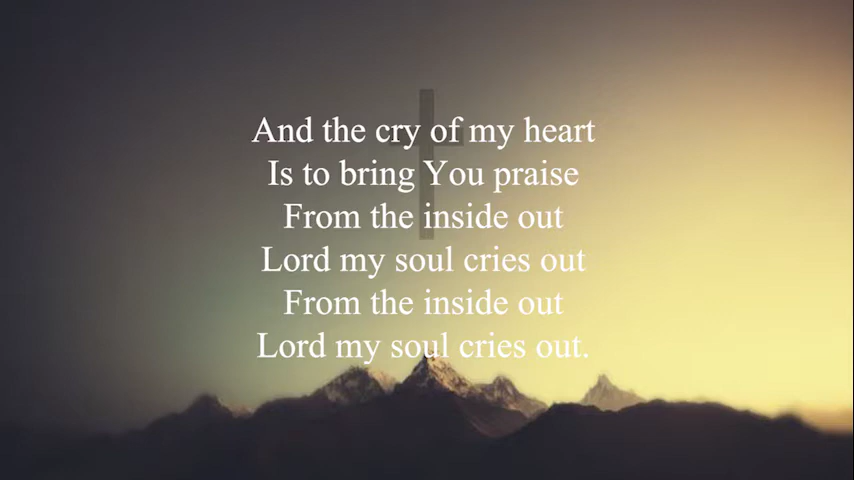 And the cry of my heart
Is to bring You praise
From the inside out
Lord my soul cries out
From the inside out
Lord my soul cries out.